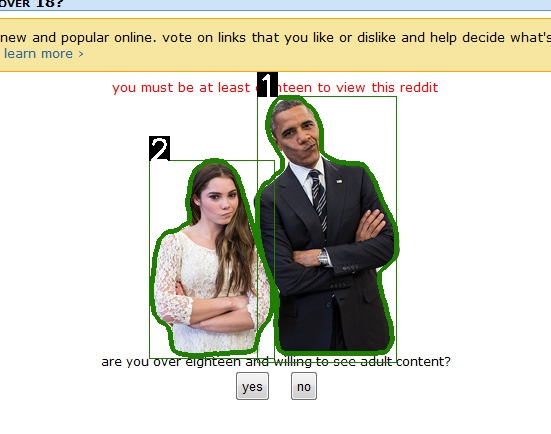 OVER 18?
new and popular online. vote on links that you like or dislike and help decide what's
learn more ›
you must be at least eighteen to view this reddit
1
2
are you over eighteen and willing to see adult content?
yes
no